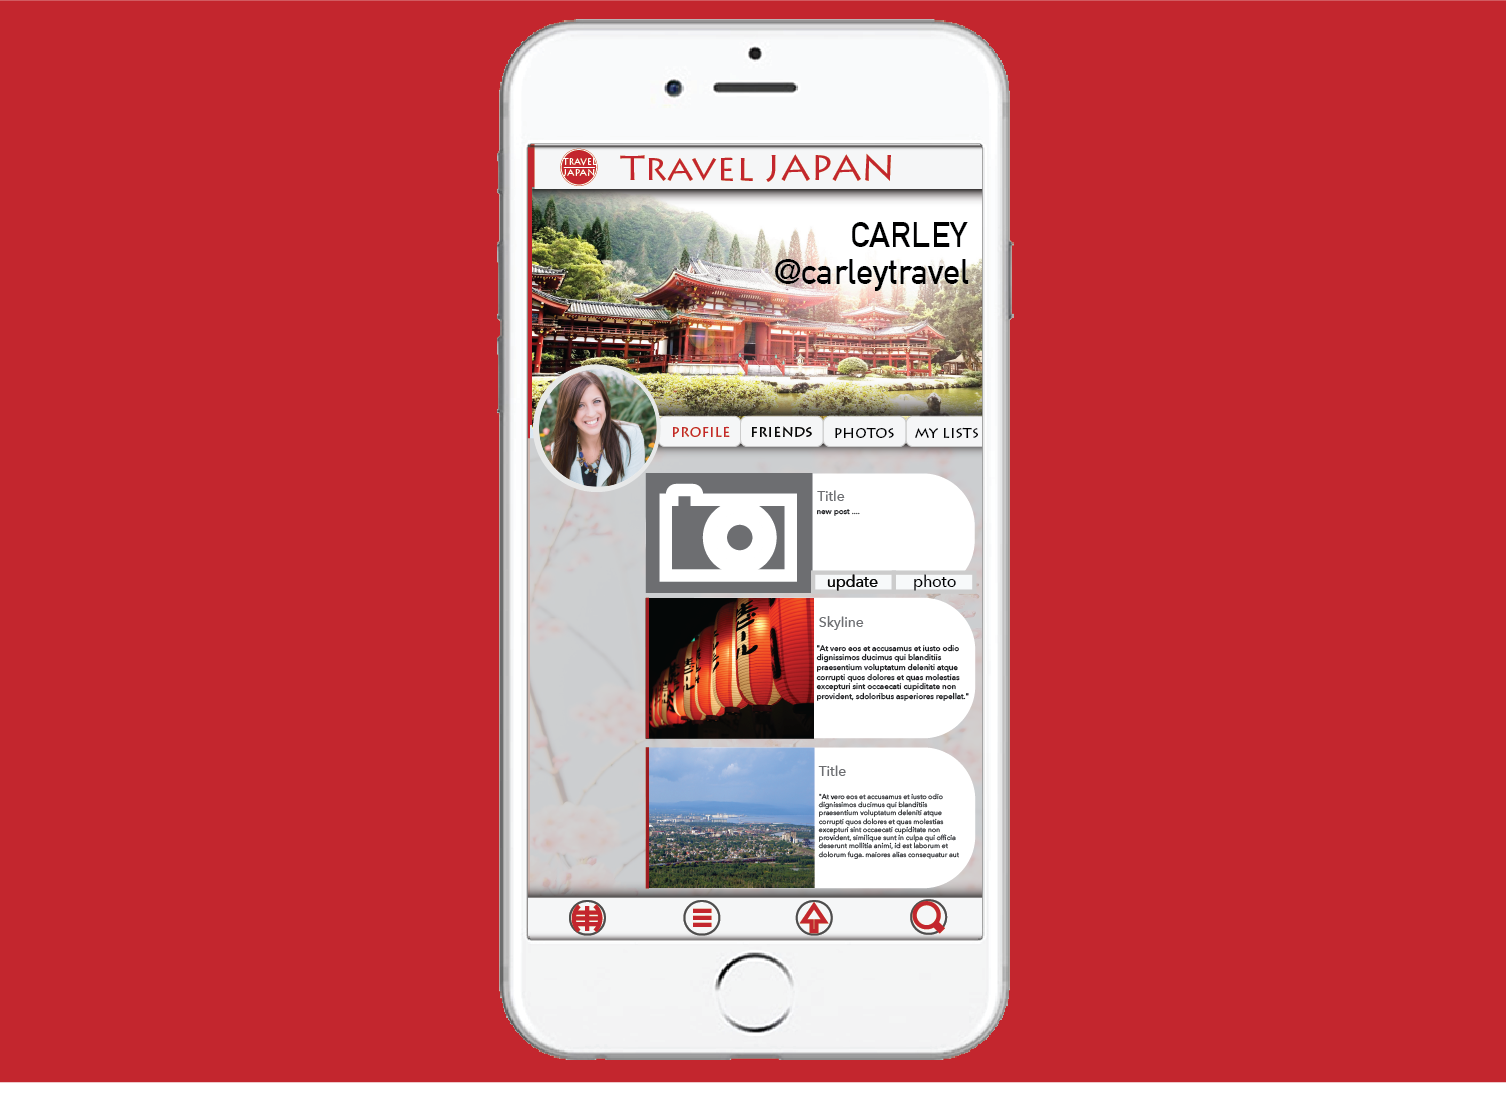 TRAVEL
JAPAN
TRAVEL JAPAN
CARLEY
@carleytravel
PROFILE
FRIENDS
PHOTOS
MY LISTS
Title
new post ....
update
photo
Skyline
"At vero eos et accusamus et iusto odio
dignissimos ducimus qui blanditiis
praesentium voluptatum deleniti atque
corrupti quos dolores et quas molestias
excepturi sint occaecati cupiditate non
provident, sdoloribus asperiores repellat."
Title
"At vero eos et accusamus et iusto odio
dignissimos ducimus qui blanditiis
praesentium voluptatum deleniti atque
corrupti quos dolores et quas molestias
excepturi sint occaecati cupiditate non
provident, similique sunt in culpa qui officia
deserunt mollitia animi, id est laborum et
dolorum fuga. maiores alias consequatur aut